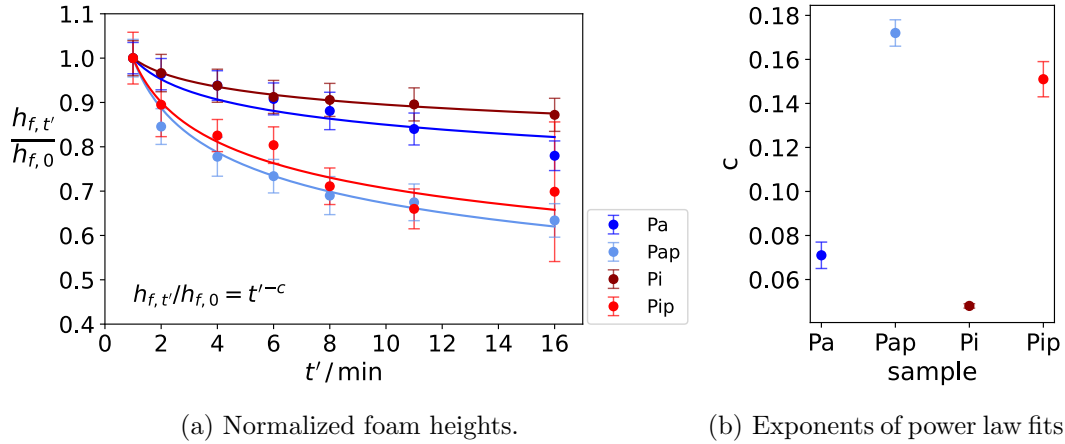 1.1
1.0
0.9
0.8
0.7
0.6
0.5
0.4
h_{f,t'}
h_{f,0}
h_{f,t'}/h_{f,0} = t'^{-c}
2 4 6 8 10 12 14 16
t' / min
Pa
Pap
Pi
Pip
(a) Normalized foam heights.
0.18
0.16
0.14
0.12
0.10
0.08
0.06
c
Pa Pap Pi Pip
sample
(b) Exponents of power law fits